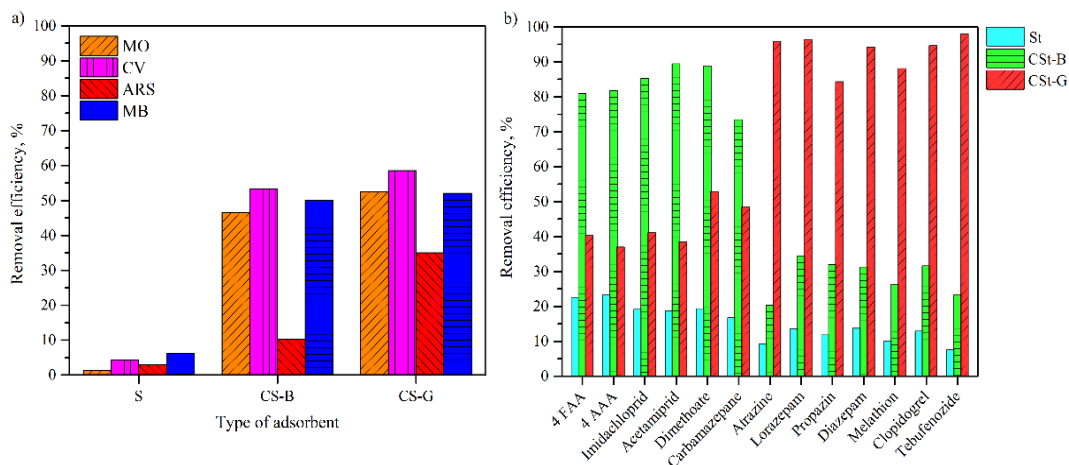 a)
100
90
80
70
60
50
40
30
20
10
0
Removal efficiency, %
MO
CV
ARS
MB
S
CS-B
CS-G
Type of adsorbent
b)
100
90
80
70
60
50
40
30
20
10
0
Removal efficiency, %
St
CSt-B
CSt-G
4 FAA
4 AAA
Imidachloprid
Acetamiprid
Dimethoate
Carbamazepane
Atrazine
Lorazepam
Propazin
Diazepam
Melathion
Clopidogrel
Tebufenozide